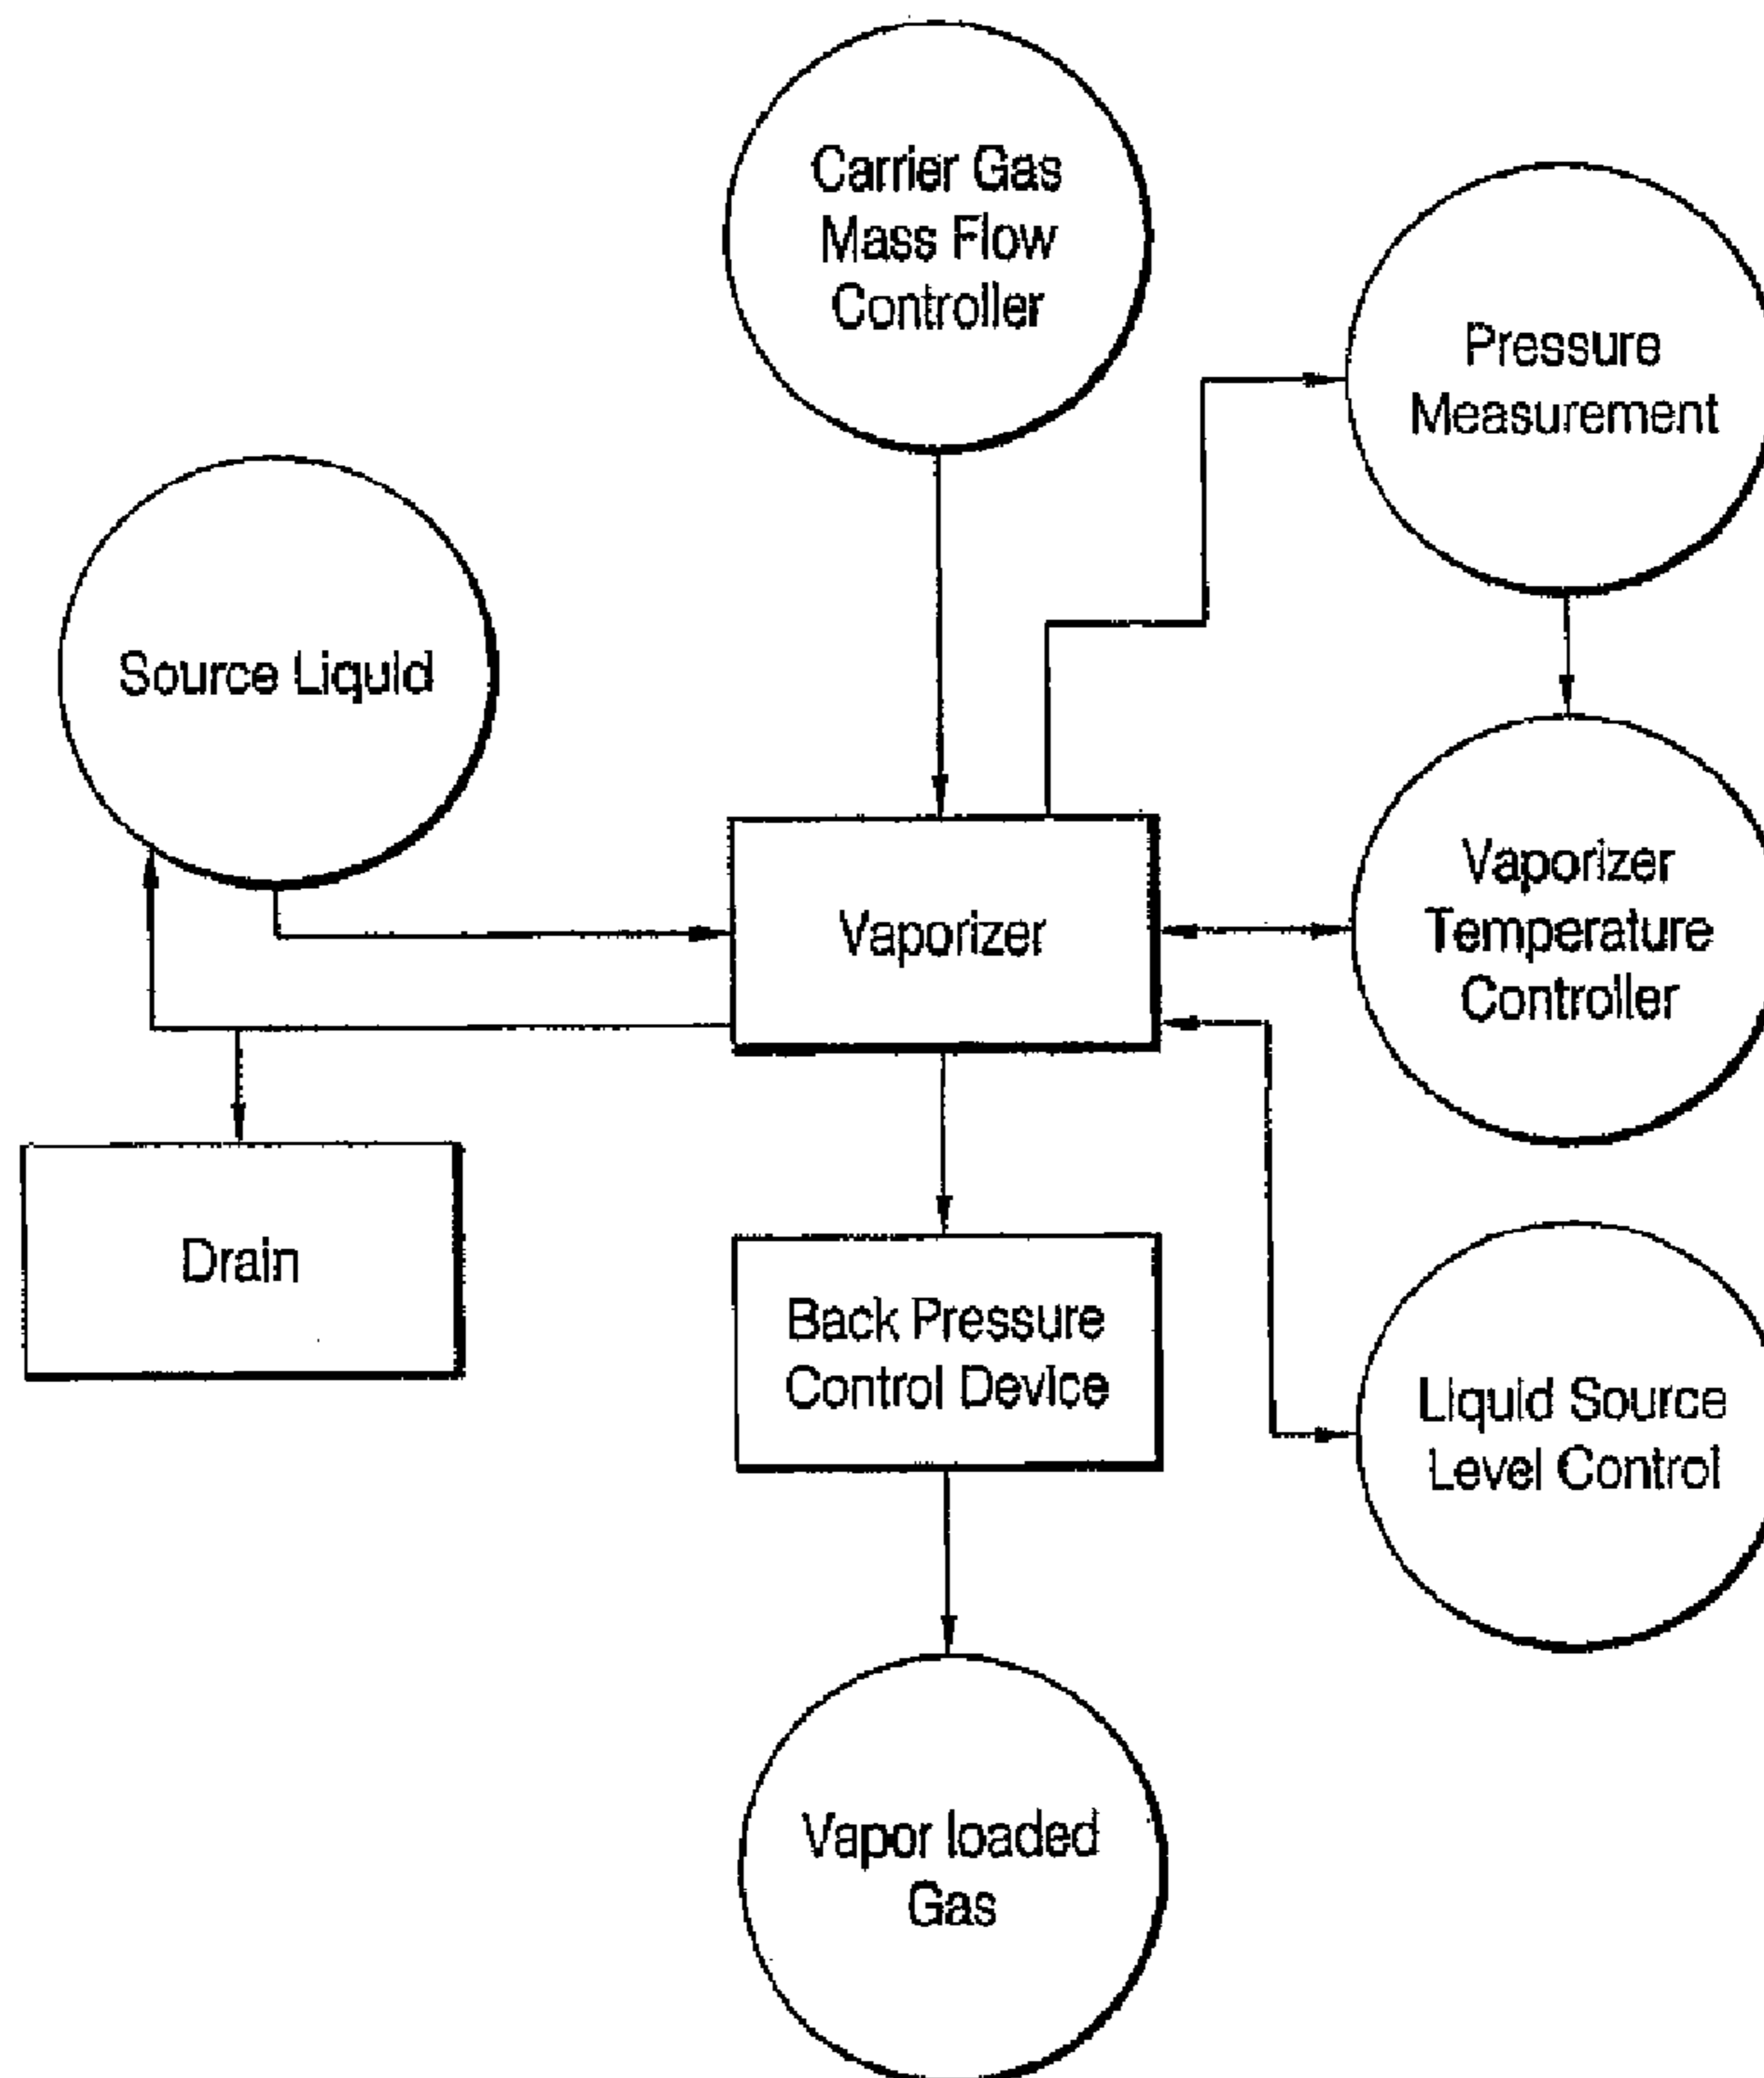 Carrier Gas
Mass Flow
Controller
Pressure
Measurement
Source Liquid
Vaporizer
Vaporizer
Temperature
Controller
Drain
Back Pressure
Control Device
Liquid Source
Level Control
Vapor loaded
Gas